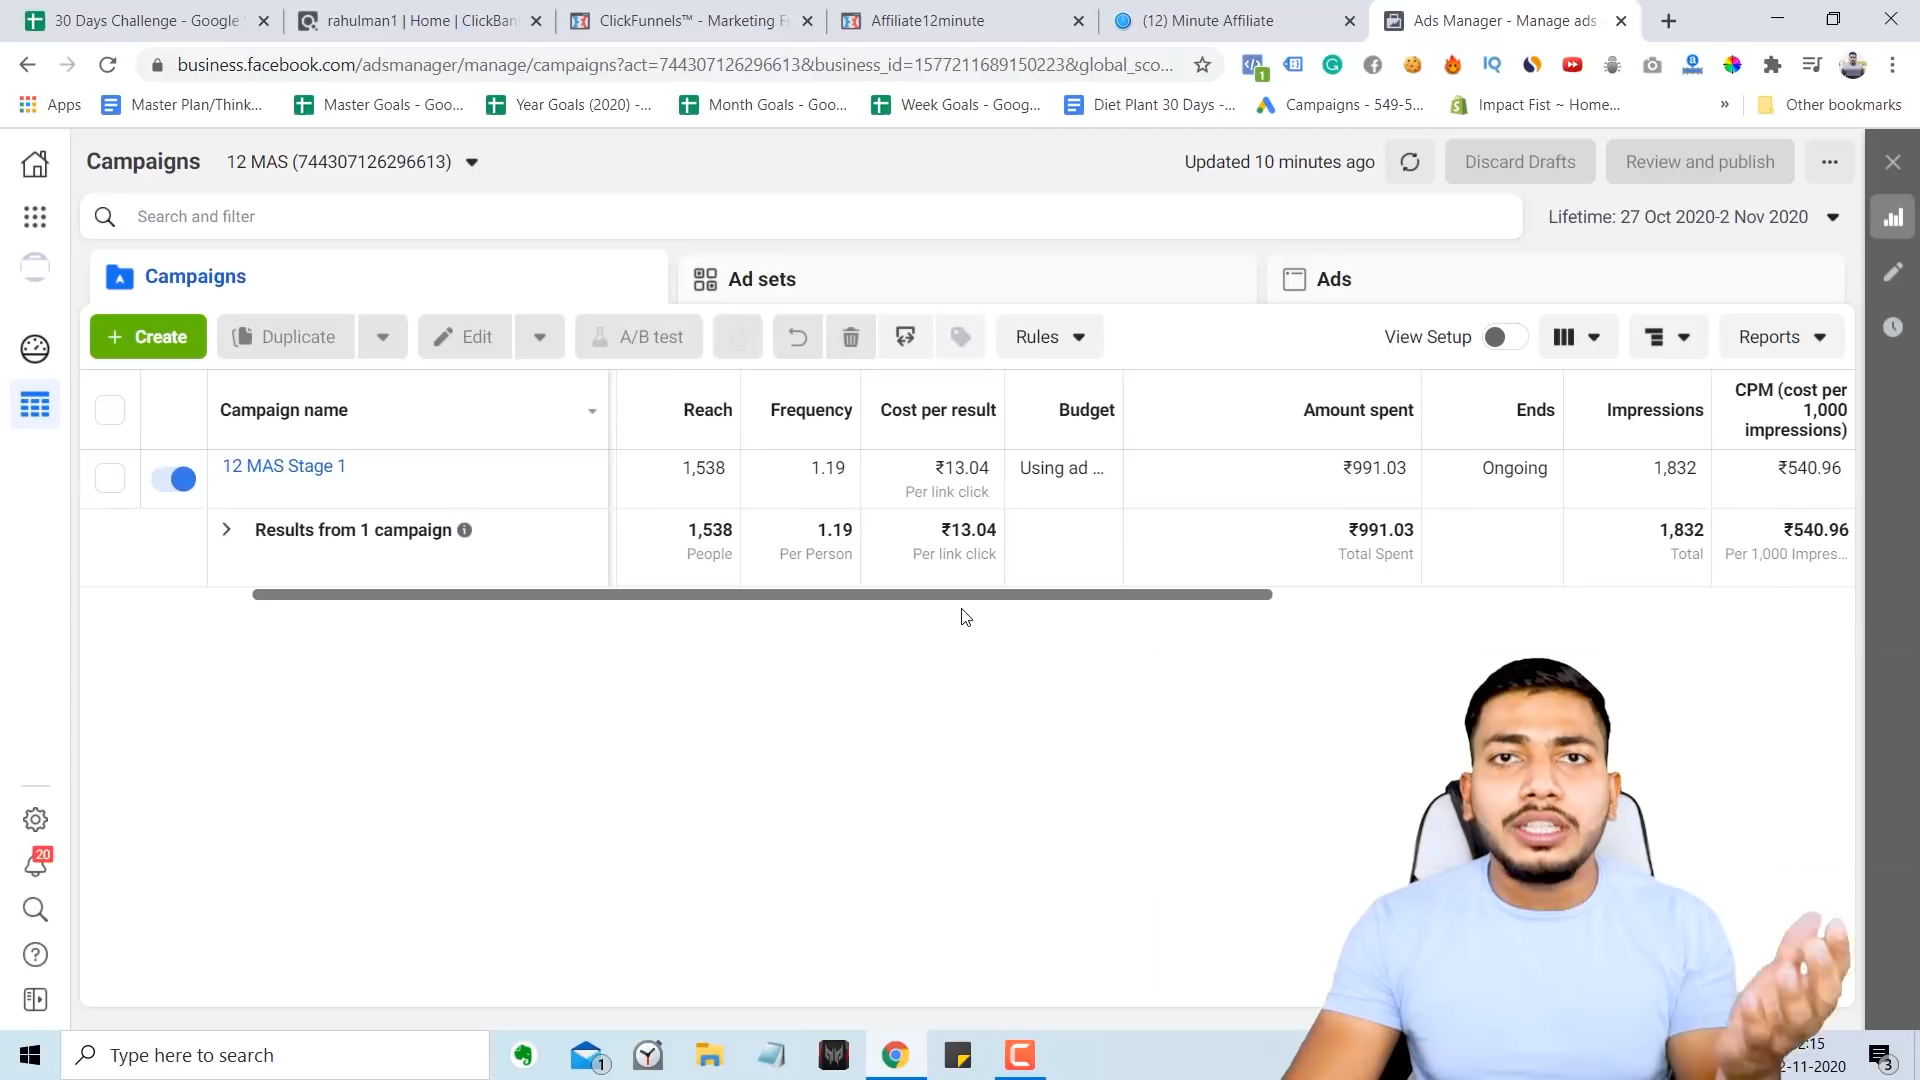 30 Days Challenge - Google
rahulman1 | Home | ClickBan
ClickFunnels™ - Marketing F
Affiliate12minute
(12) Minute Affiliate
Ads Manager - Manage ads
business.facebook.com/adsmanager/manage/campaigns?act=744307126296613&business_id=1577211689150223&global_sco...
1
IQ
Apps
Master Plan/Think...
Master Goals - Goo...
Year Goals (2020) -...
Month Goals - Goo...
Week Goals - Goog...
Diet Plant 30 Days -...
Campaigns - 549-5...
Impact Fist ~ Home...
»
Other bookmarks
Campaigns
12 MAS (744307126296613)
Updated 10 minutes ago
Discard Drafts
Review and publish
...
Search and filter
Lifetime: 27 Oct 2020-2 Nov 2020
Campaigns
Ad sets
Ads
+ Create
Duplicate
Edit
A/B test
Rules
View Setup
Reports
Campaign name
Reach
Frequency
Cost per result
Budget
Amount spent
Ends
Impressions
CPM (cost per
1,000
impressions)
12 MAS Stage 1
1,538
1.19
₹13.04
Per link click
Using ad ...
₹991.03
Ongoing
1,832
₹540.96
Results from 1 campaign
1,538
People
1.19
Per Person
₹13.04
Per link click
₹991.03
Total Spent
1,832
Total
₹540.96
Per 1,000 Impres...
20
Type here to search
1
2:15
2-11-2020
3